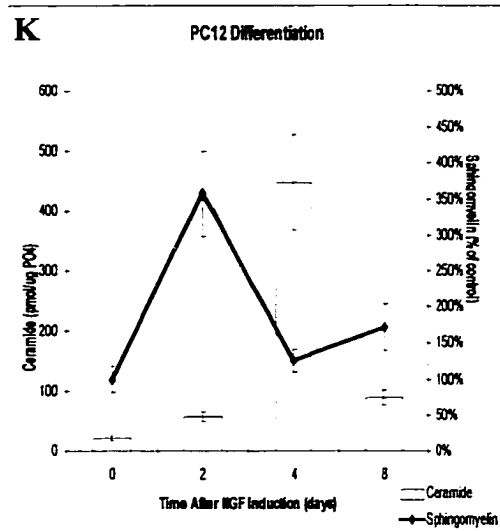 K
PC12 Differentiation
600
500
400
300
200
100
0
Ceramide (pmol/ug PO4)
500%
450%
400%
350%
300%
250%
200%
150%
100%
50%
0%
Sphingomyelin (% of control)
0 2 4 8
Time After NGF Induction (days)
Ceramide
Sphingomyelin